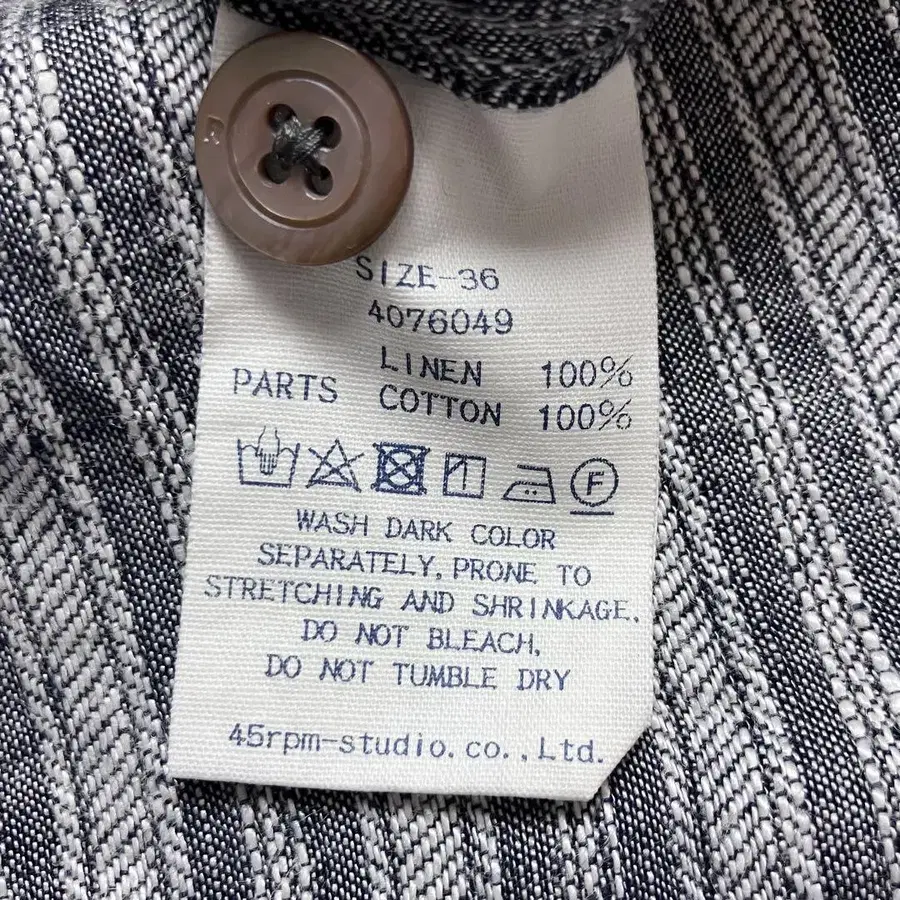 SIZE-36
4076049
LINEN 100%
PARTS COTTON 100%
F
WASH DARK COLOR
SEPARATELY, PRONE TO
STRETCHING AND SHRINKAGE.
DO NOT BLEACH,
DO NOT TUMBLE DRY
45rpm-studio.co.,Ltd.